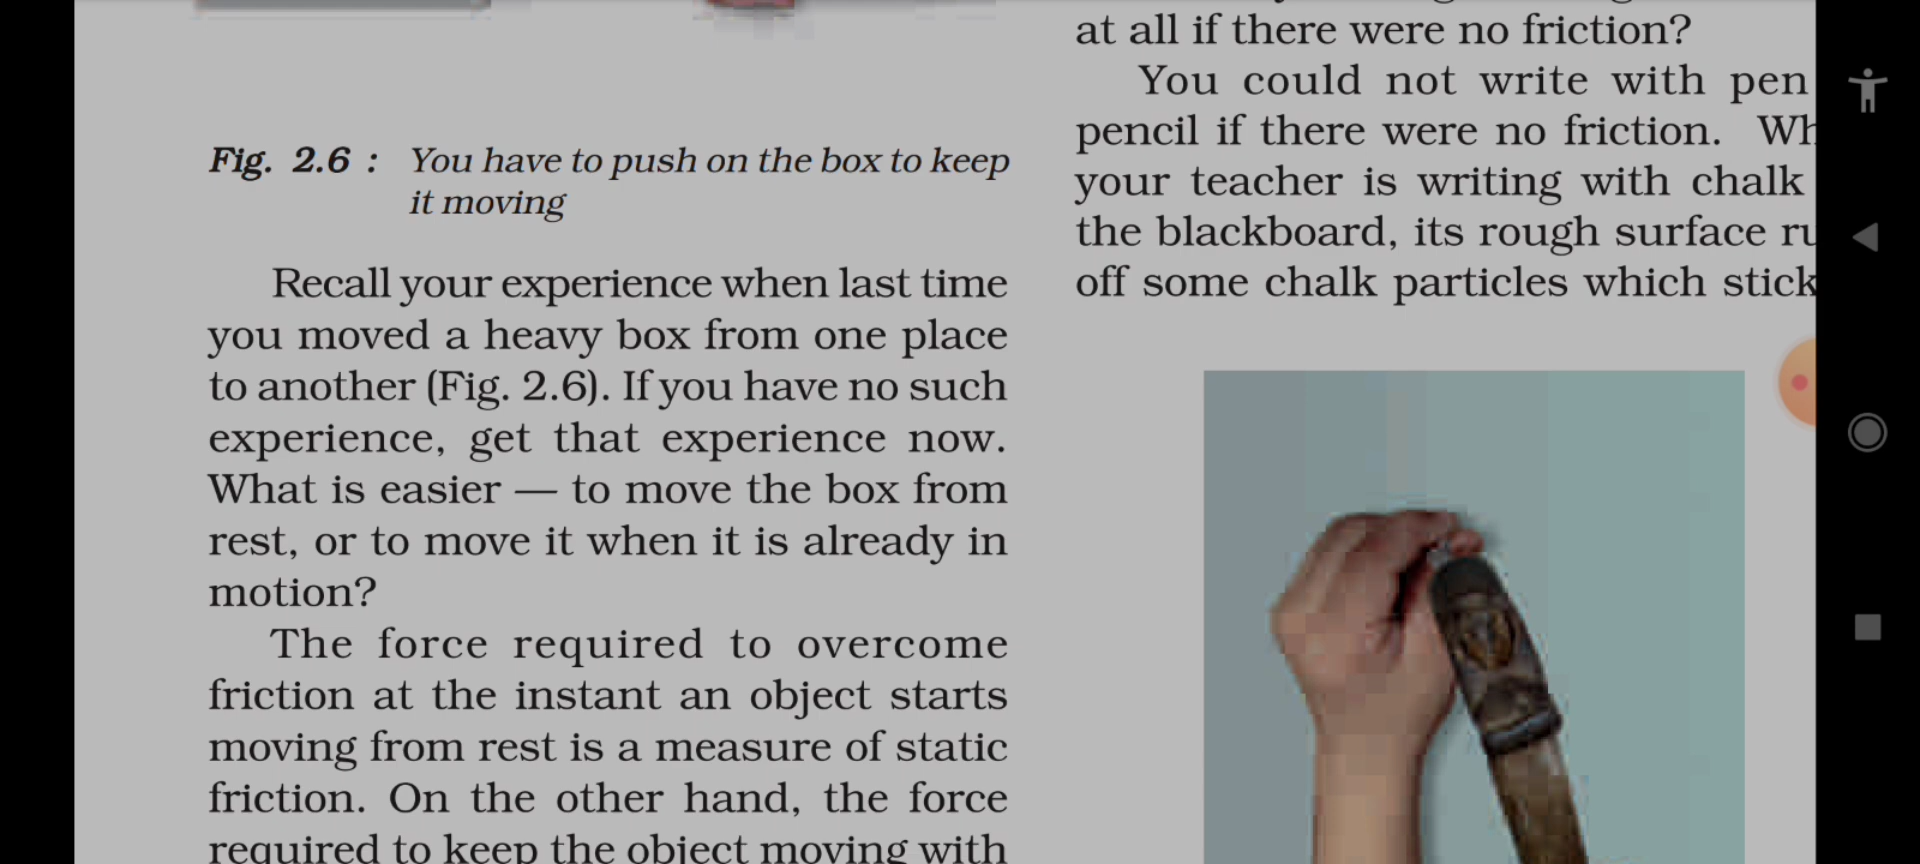 Fig. 2.6 : You have to push on the box to keep
it moving
Recall your experience when last time
you moved a heavy box from one place
to another (Fig. 2.6). If you have no such
experience, get that experience now.
What is easier — to move the box from
rest, or to move it when it is already in
motion?
The force required to overcome
friction at the instant an object starts
moving from rest is a measure of static
friction. On the other hand, the force
required to keep the object moving with
at all if there were no friction?
You could not write with pen
pencil if there were no friction.
your teacher is writing with chalk
the blackboard, its rough surface
off some chalk particles which stick